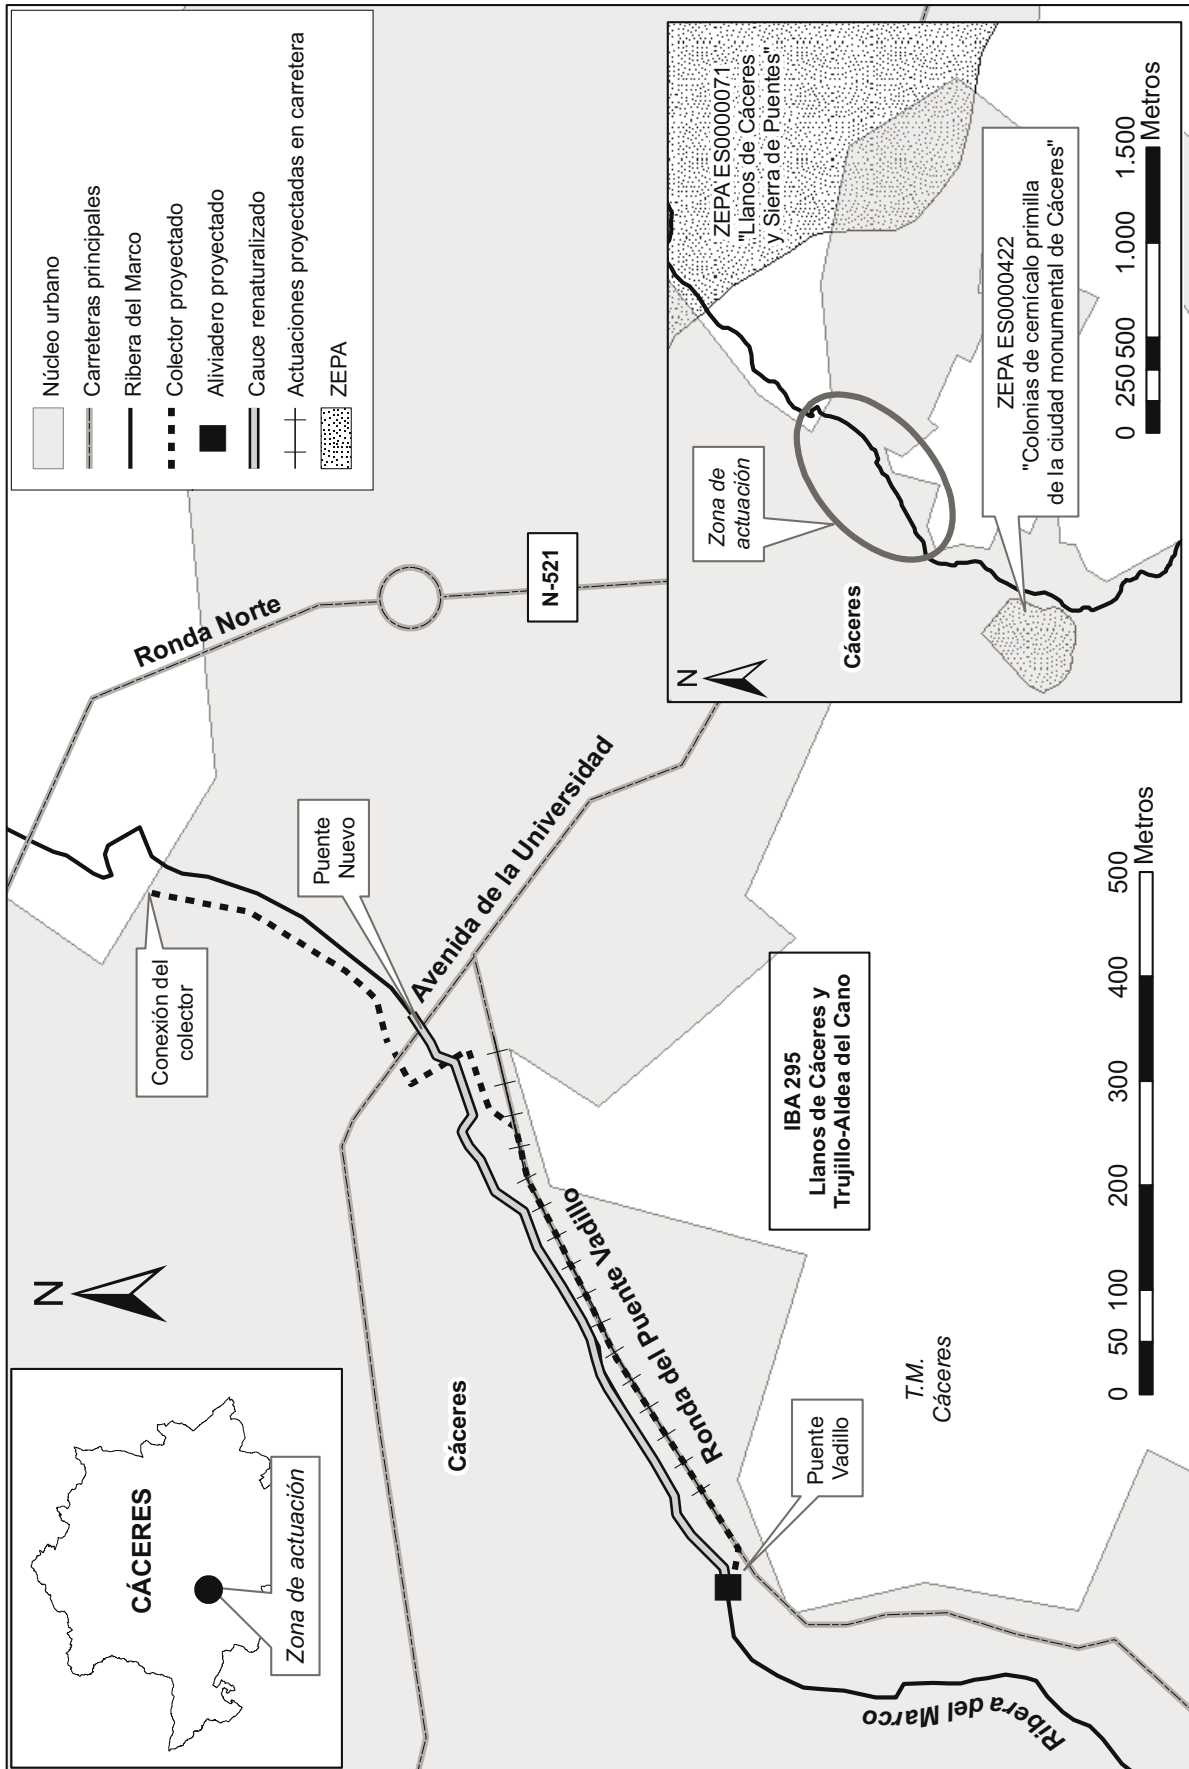 CÁCERES
Zona de actuación
N
Cáceres
Ribera del Marco
Puente
Vadillo
Ronda del Puente Vadillo
T.M.
Cáceres
IBA 295
Llanos de Cáceres y
Trujillo-Aldea del Cano
Conexión del
colector
Puente
Nuevo
Avenida de la Universidad
Ronda Norte
N-521
0 50 100 200 300 400 500
Metros
Núcleo urbano
Carreteras principales
Ribera del Marco
Colector proyectado
Aliviadero proyectado
Cauce renaturalizado
Actuaciones proyectadas en carretera
ZEPA
N
Cáceres
Zona de
actuación
ZEPA ES0000071
"Llanos de Cáceres
y Sierra de Puentes"
ZEPA ES0000422
"Colonias de cernícalo primilla
de la ciudad monumental de Cáceres"
0 250 500 1.000 1.500
Metros